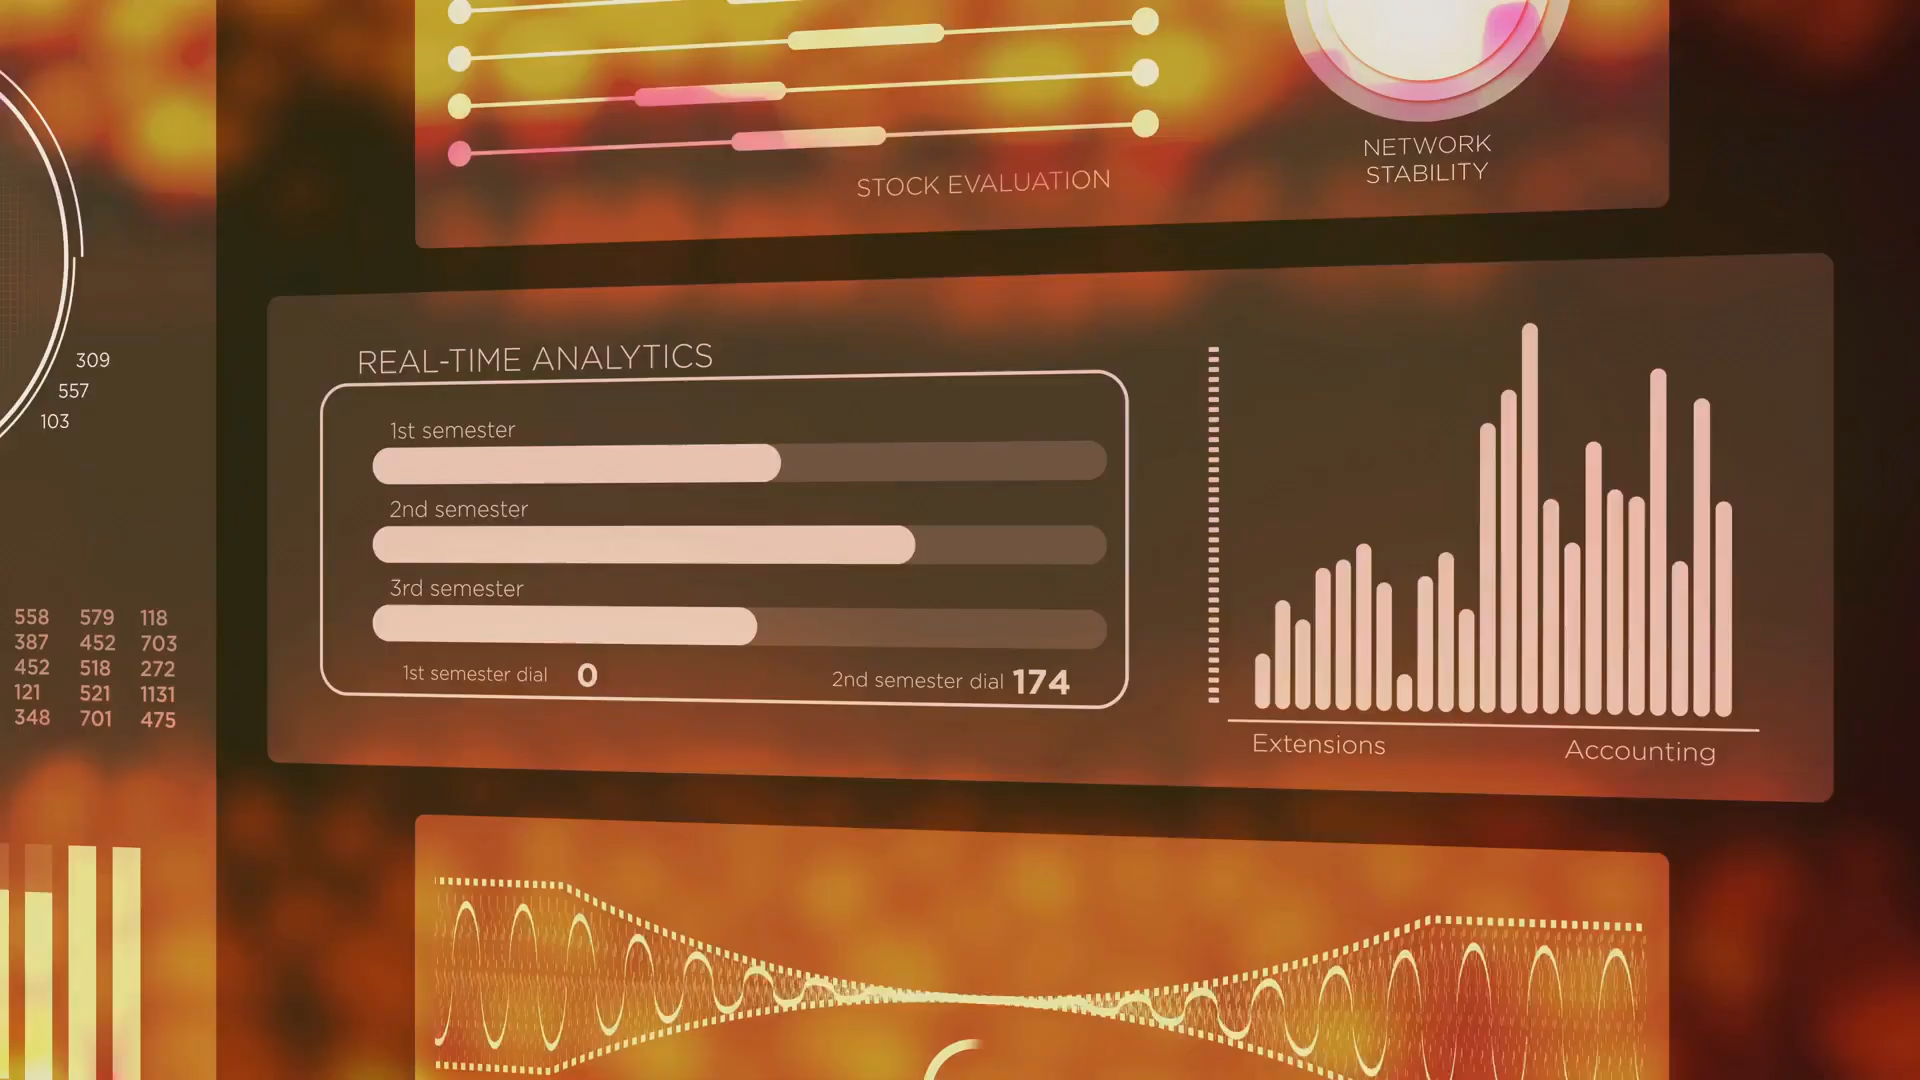 STOCK EVALUATION
NETWORK
STABILITY
309
557
103
REAL-TIME ANALYTICS
1st semester
2nd semester
3rd semester
1st semester dial 0
2nd semester dial 174
558 579 118
387 452 703
452 518 272
121 521 1131
348 701 475
Extensions
Accounting